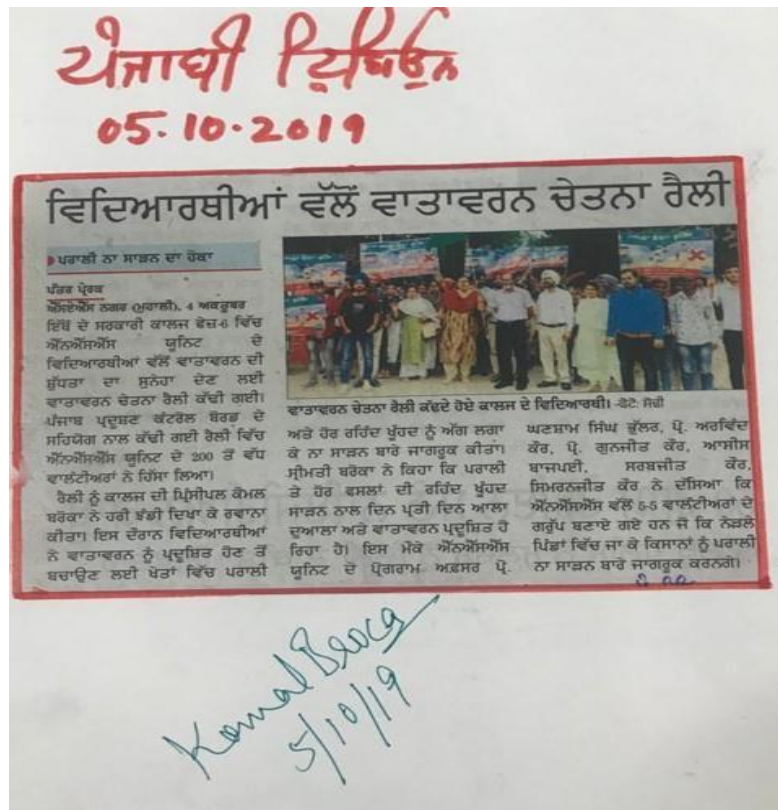 ਪੰਜਾਬੀ ਟ੍ਰਿਬਿਊਨ
05.10.2019
ਵਿਦਿਆਰਥੀਆਂ ਵੱਲੋਂ ਵਾਤਾਵਰਨ ਚੇਤਨਾ ਰੈਲੀ
ਪਰਾਲੀ ਨਾ ਸਾੜਨ ਦਾ ਹੋਕਾ
ਪੱਤਰ ਪ੍ਰੇਰਕ
ਐੱਸਏਐੱਸ ਨਗਰ (ਮੁਹਾਲੀ), 4 ਅਕਤੂਬਰ
ਇੱਥੋਂ ਦੇ ਸਰਕਾਰੀ ਕਾਲਜ ਫੇਜ਼-6 ਵਿੱਚ
ਐੱਨਐੱਸਐੱਸ ਯੂਨਿਟ ਦੇ
ਵਿਦਿਆਰਥੀਆਂ ਵੱਲੋਂ ਵਾਤਾਵਰਨ ਦੀ
ਸ਼ੁੱਧਤਾ ਦਾ ਸੁਨੇਹਾ ਦੇਣ ਲਈ
ਵਾਤਾਵਰਨ ਚੇਤਨਾ ਰੈਲੀ ਕੱਢੀ ਗਈ।
ਪੰਜਾਬ ਪ੍ਰਦੂਸ਼ਣ ਕੰਟਰੋਲ ਬੋਰਡ ਦੇ
ਸਹਿਯੋਗ ਨਾਲ ਕੱਢੀ ਗਈ ਰੈਲੀ ਵਿੱਚ
ਐੱਨਐੱਸਐੱਸ ਯੂਨਿਟ ਦੇ 200 ਤੋਂ ਵੱਧ
ਵਾਲੰਟੀਅਰਾਂ ਨੇ ਹਿੱਸਾ ਲਿਆ।
ਰੈਲੀ ਨੂੰ ਕਾਲਜ ਦੀ ਪ੍ਰਿੰਸੀਪਲ ਕੋਮਲ
ਬਰੋਕਾ ਨੇ ਹਰੀ ਝੰਡੀ ਦਿਖਾ ਕੇ ਰਵਾਨਾ
ਕੀਤਾ। ਇਸ ਦੌਰਾਨ ਵਿਦਿਆਰਥੀਆਂ
ਨੇ ਵਾਤਾਵਰਨ ਨੂੰ ਪ੍ਰਦੂਸ਼ਿਤ ਹੋਣ ਤੋਂ
ਬਚਾਉਣ ਲਈ ਖੇਤਾਂ ਵਿੱਚ ਪਰਾਲੀ
ਵਾਤਾਵਰਨ ਚੇਤਨਾ ਰੈਲੀ ਕੱਢਦੇ ਹੋਏ ਕਾਲਜ ਦੇ ਵਿਦਿਆਰਥੀ। -ਫੋਟੋ: ਸੋਢੀ
ਅਤੇ ਹੋਰ ਰਹਿੰਦ ਖੂੰਹਦ ਨੂੰ ਅੱਗ ਲਗਾ
ਕੇ ਨਾ ਸਾੜਨ ਬਾਰੇ ਜਾਗਰੂਕ ਕੀਤਾ।
ਸ੍ਰੀਮਤੀ ਬਰੋਕਾ ਨੇ ਕਿਹਾ ਕਿ ਪਰਾਲੀ
ਤੇ ਹੋਰ ਫਸਲਾਂ ਦੀ ਰਹਿੰਦ ਖੂੰਹਦ
ਸਾੜਨ ਨਾਲ ਦਿਨ ਪ੍ਰਤੀ ਦਿਨ ਆਲਾ
ਦੁਆਲਾ ਅਤੇ ਵਾਤਾਵਰਨ ਪ੍ਰਦੂਸ਼ਿਤ ਹੋ
ਰਿਹਾ ਹੈ। ਇਸ ਮੌਕੇ ਐੱਨਐੱਸਐੱਸ
ਯੂਨਿਟ ਦੇ ਪ੍ਰੋਗਰਾਮ ਅਫ਼ਸਰ ਪ੍ਰੋ.
ਘਣਸ਼ਾਮ ਸਿੰਘ ਭੁੱਲਰ, ਪ੍ਰੋ. ਅਰਵਿੰਦ
ਕੌਰ, ਪ੍ਰੋ. ਗੁਨਜੀਤ ਕੌਰ, ਆਸੀਸ
ਬਾਜਪਈ, ਸਰਬਜੀਤ ਕੌਰ,
ਸਿਮਰਨਜੀਤ ਕੌਰ ਨੇ ਦੱਸਿਆ ਕਿ
ਐੱਨਐੱਸਐੱਸ ਵੱਲੋਂ 5-5 ਵਾਲੰਟੀਅਰਾਂ ਦੇ
ਗਰੁੱਪ ਬਣਾਏ ਗਏ ਹਨ ਜੋ ਕਿ ਨੇੜਲੇ
ਪਿੰਡਾਂ ਵਿੱਚ ਜਾ ਕੇ ਕਿਸਾਨਾਂ ਨੂੰ ਪਰਾਲੀ
ਨਾ ਸਾੜਨ ਬਾਰੇ ਜਾਗਰੂਕ ਕਰਨਗੇ।
Komal Broca
5/10/19